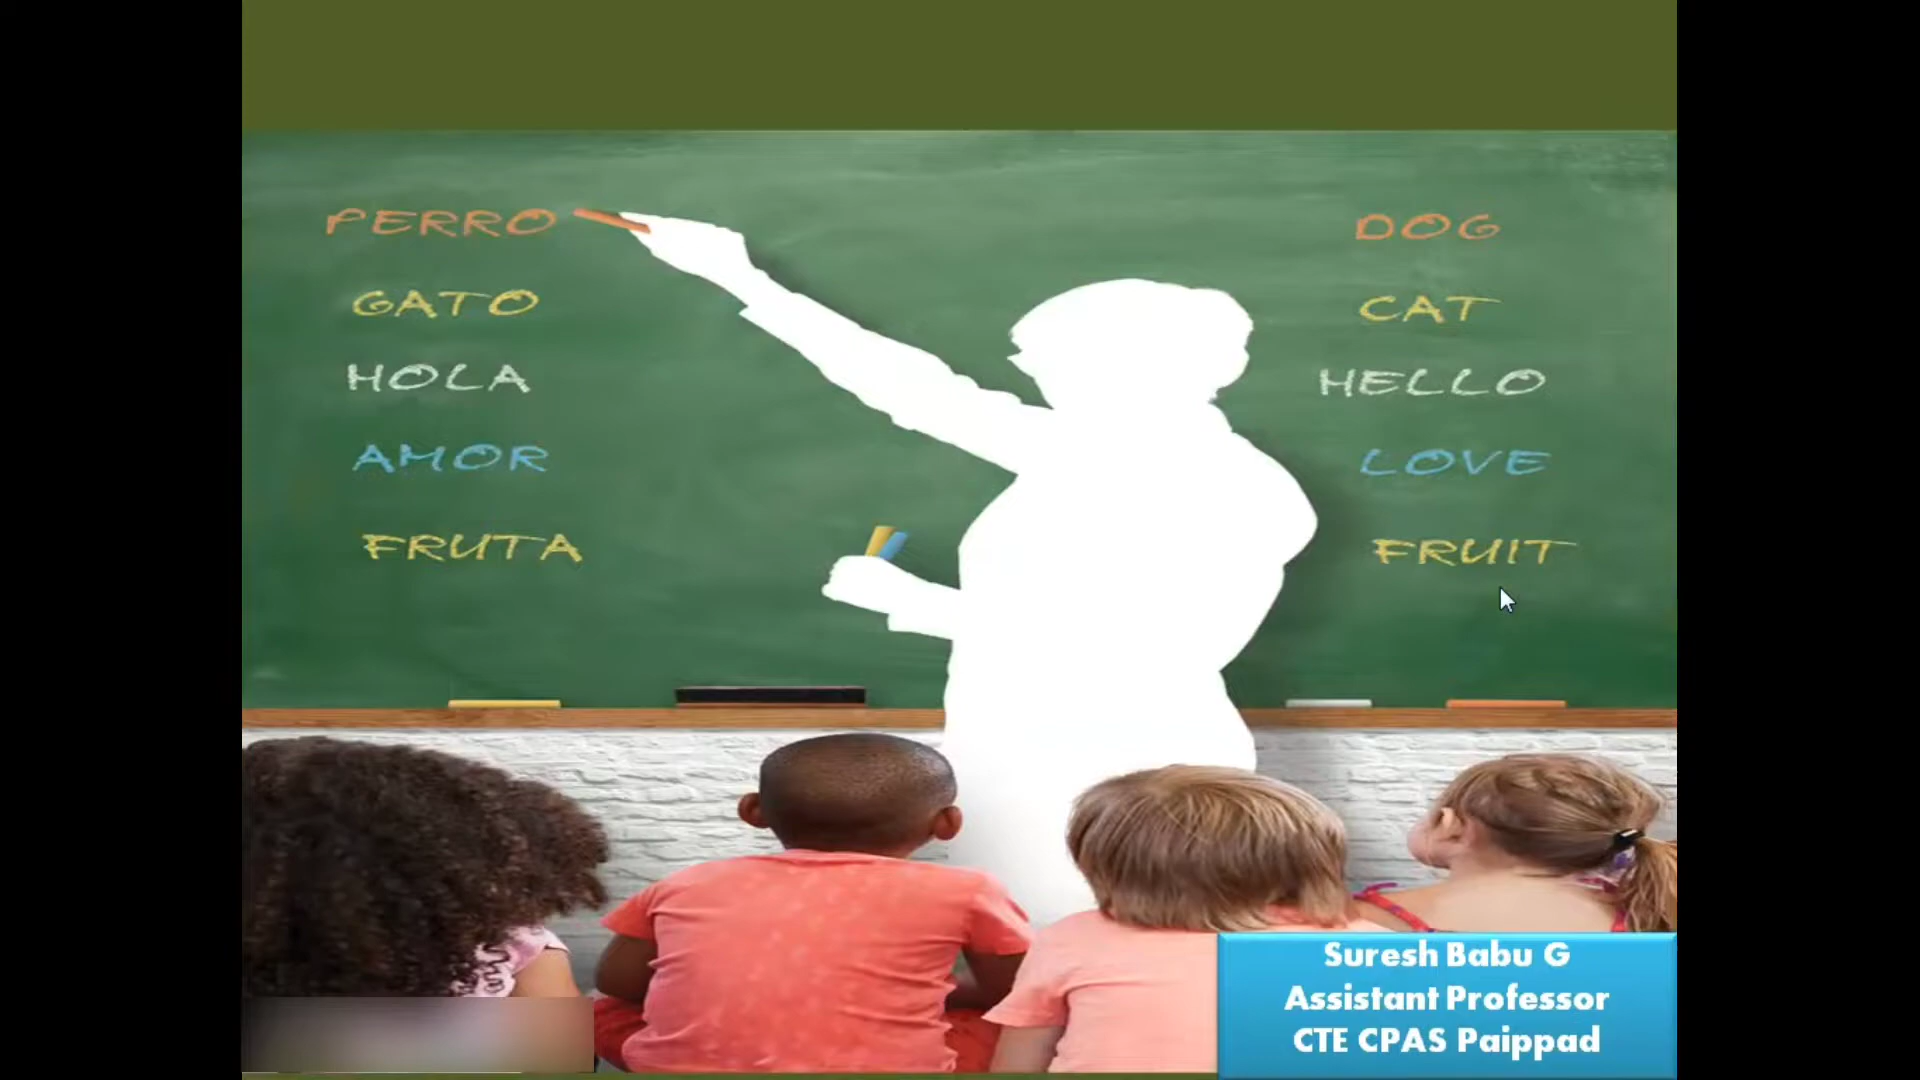 PERRO
GATO
HOLA
AMOR
FRUTA
DOG
CAT
HELLO
LOVE
FRUIT
Suresh Babu G
Assistant Professor
CTE CPAS Paippad